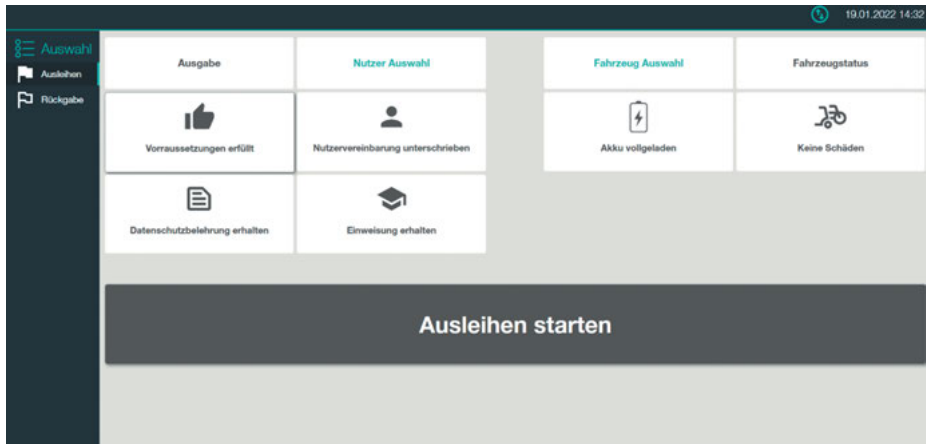 19.01.2022 14:32
Auswahl
Ausleihen
Rückgabe
Ausgabe
Nutzer Auswahl
Fahrzeug Auswahl
Fahrzeugstatus
Vorraussetzungen erfüllt
Nutzervereinbarung unterschrieben
Akku vollgeladen
Keine Schäden
Datenschutzbelehrung erhalten
Einweisung erhalten
Ausleihen starten